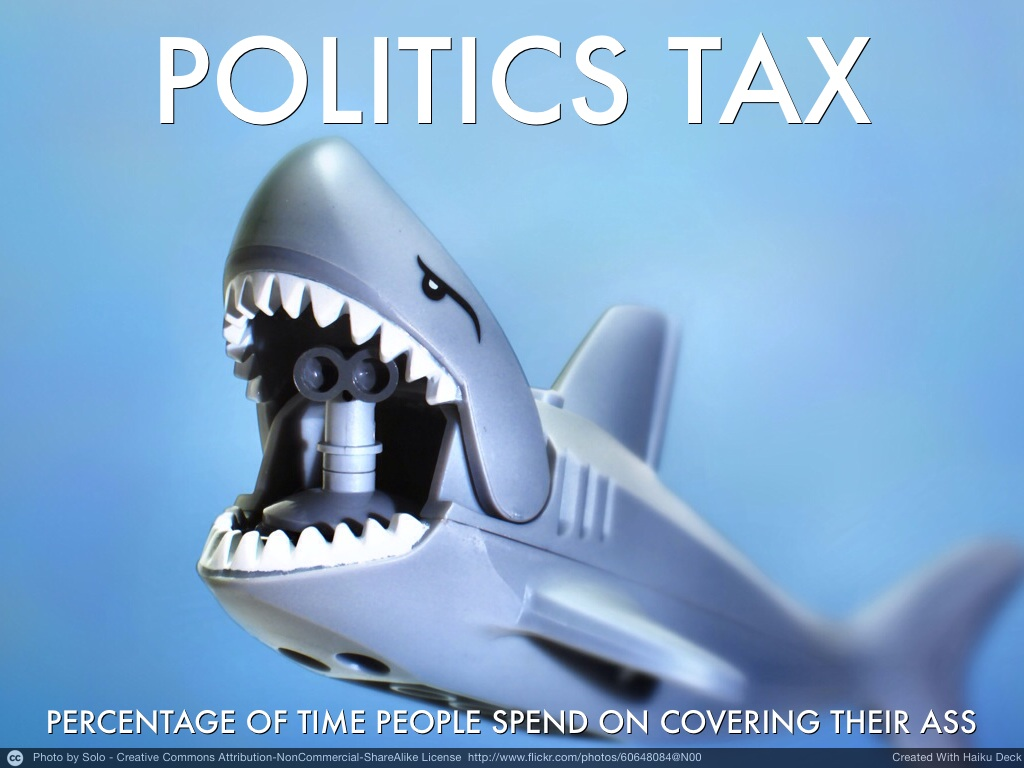 POLITICS TAX
PERCENTAGE OF TIME PEOPLE SPEND ON COVERING THEIR ASS
cc Photo by Solo - Creative Commons Attribution-NonCommercial-ShareAlike License http://www.flickr.com/photos/60648084@N00 Created With Haiku Deck